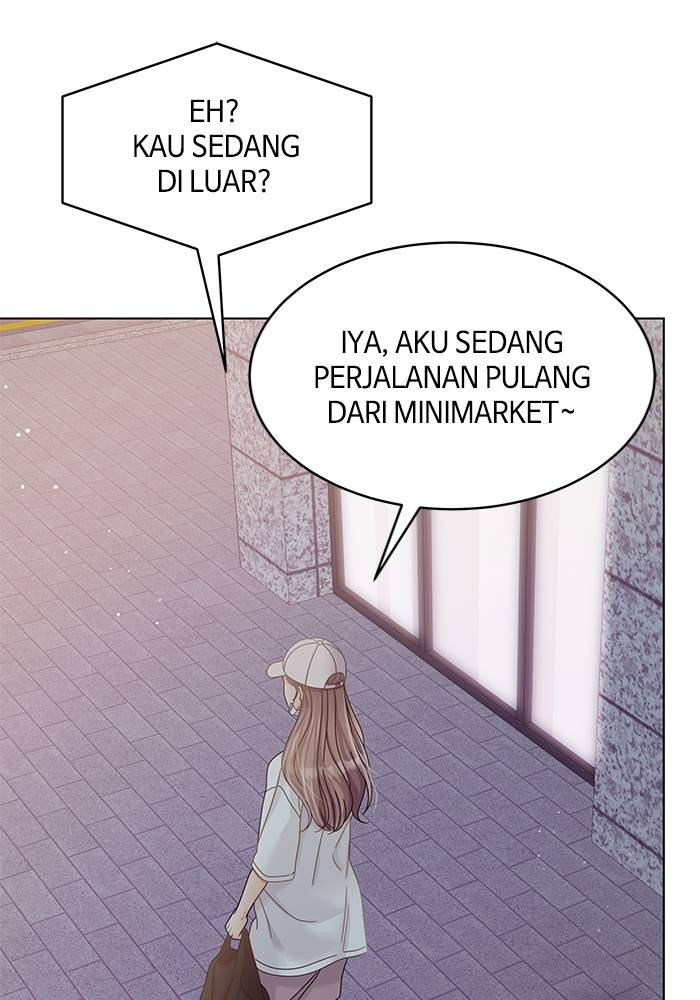 EH?
KAU SEDANG
DI LUAR?
IYA, AKU SEDANG
PERJALANAN PULANG
DARI MINIMARKET~